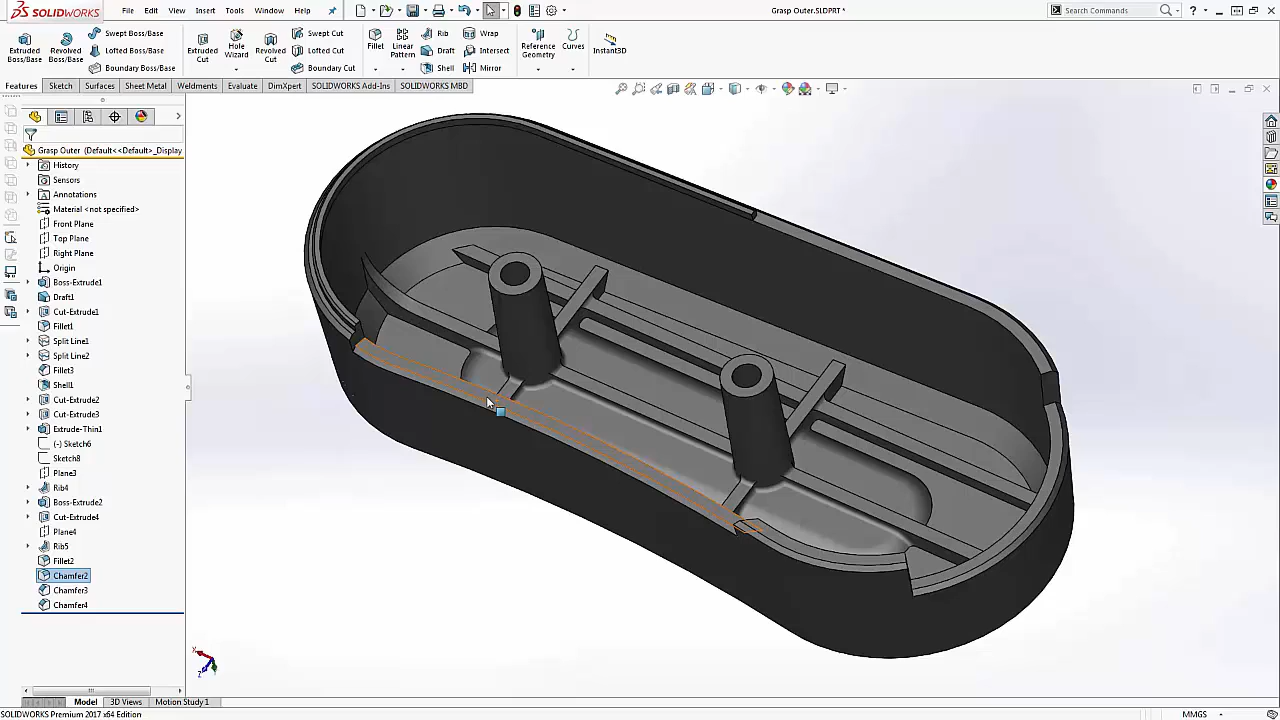 SOLIDWORKS File Edit View Insert Tools Window Help Grasp Outer.SLDPRT * Search Commands
Extruded Boss/Base
Revolved Boss/Base
Swept Boss/Base
Lofted Boss/Base
Boundary Boss/Base
Extruded Cut
Hole Wizard
Revolved Cut
Swept Cut
Lofted Cut
Boundary Cut
Fillet
Linear Pattern
Rib
Draft
Shell
Wrap
Intersect
Mirror
Reference Geometry
Curves
Instant3D
Features Sketch Surfaces Sheet Metal Weldments Evaluate DimXpert SOLIDWORKS Add-Ins SOLIDWORKS MBD
Grasp Outer (Default<<Default>_Display
History
Sensors
Annotations
Material <not specified>
Front Plane
Top Plane
Right Plane
Origin
Boss-Extrude1
Draft1
Cut-Extrude1
Fillet1
Split Line1
Split Line2
Fillet3
Shell1
Cut-Extrude2
Cut-Extrude3
Extrude-Thin1
(-) Sketch6
Sketch8
Plane3
Rib4
Boss-Extrude2
Cut-Extrude4
Plane4
Rib5
Fillet2
Chamfer2
Chamfer3
Chamfer4
X
Z
Model 3D Views Motion Study 1
SOLIDWORKS Premium 2017 x64 Edition MMGS